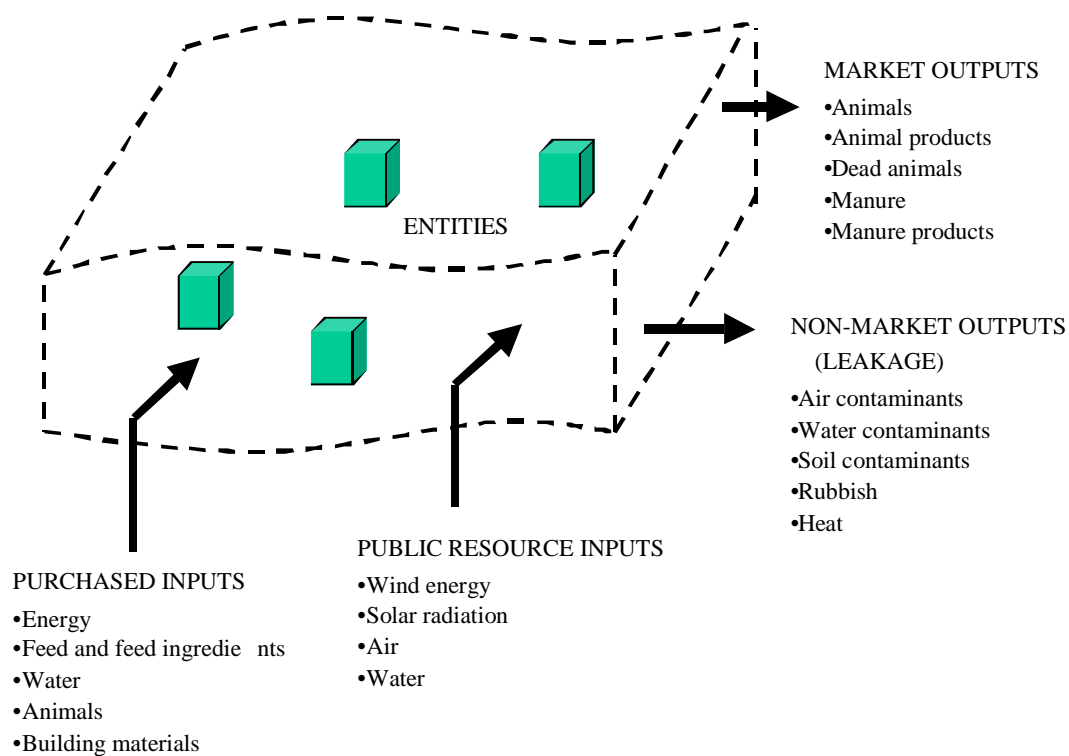 MARKET OUTPUTS
•Animals
•Animal products
•Dead animals
•Manure
•Manure products
ENTITIES
NON-MARKET OUTPUTS
(LEAKAGE)
•Air contaminants
•Water contaminants
•Soil contaminants
•Rubbish
•Heat
PURCHASED INPUTS
•Energy
•Feed and feed ingredie nts
•Water
•Animals
•Building materials
PUBLIC RESOURCE INPUTS
•Wind energy
•Solar radiation
•Air
•Water